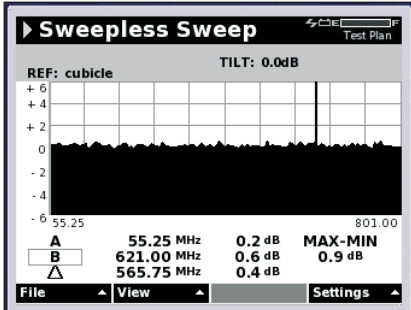 Sweepless Sweep
E F
Test Plan
TILT: 0.0dB
REF: cubicle
+ 6
+ 4
+ 2
0
- 2
- 4
- 6
55.25 801.00
A 55.25 MHz 0.2 dB MAX-MIN
B 621.00 MHz 0.6 dB 0.9 dB
Δ 565.75 MHz 0.4 dB
File View Settings